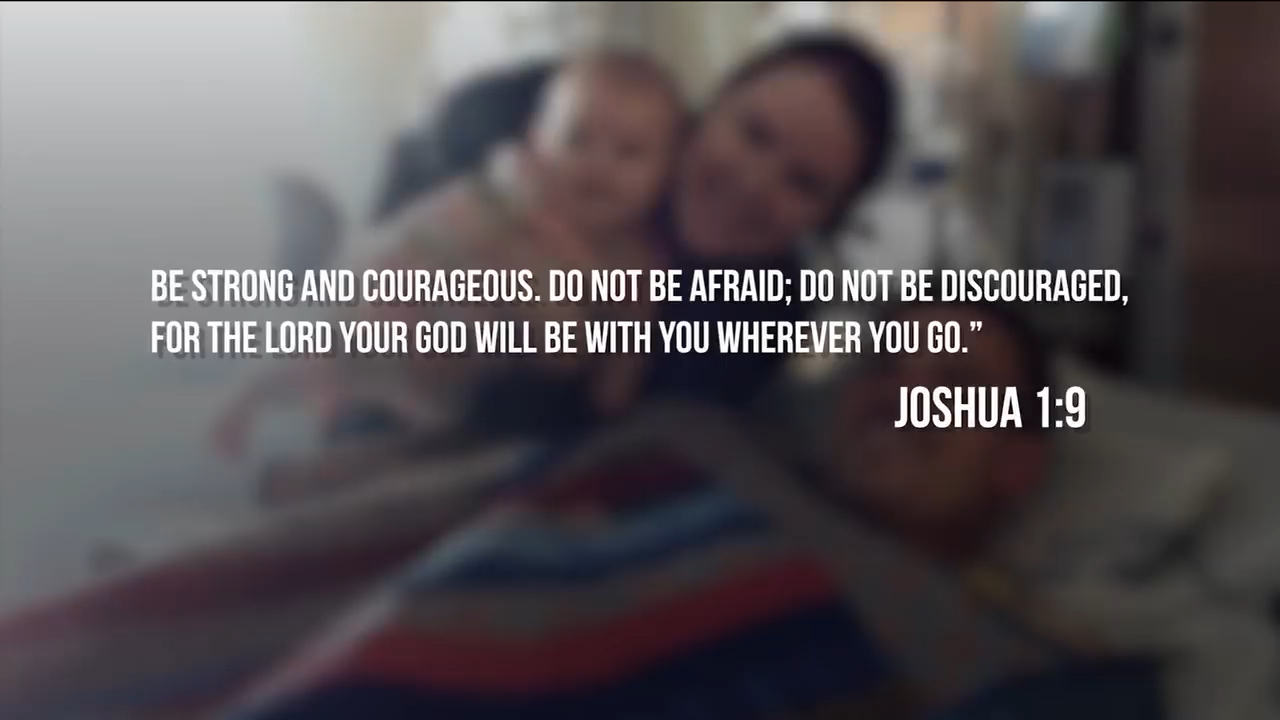 BE STRONG AND COURAGEOUS. DO NOT BE AFRAID; DO NOT BE DISCOURAGED,
FOR THE LORD YOUR GOD WILL BE WITH YOU WHEREVER YOU GO.”
JOSHUA 1:9